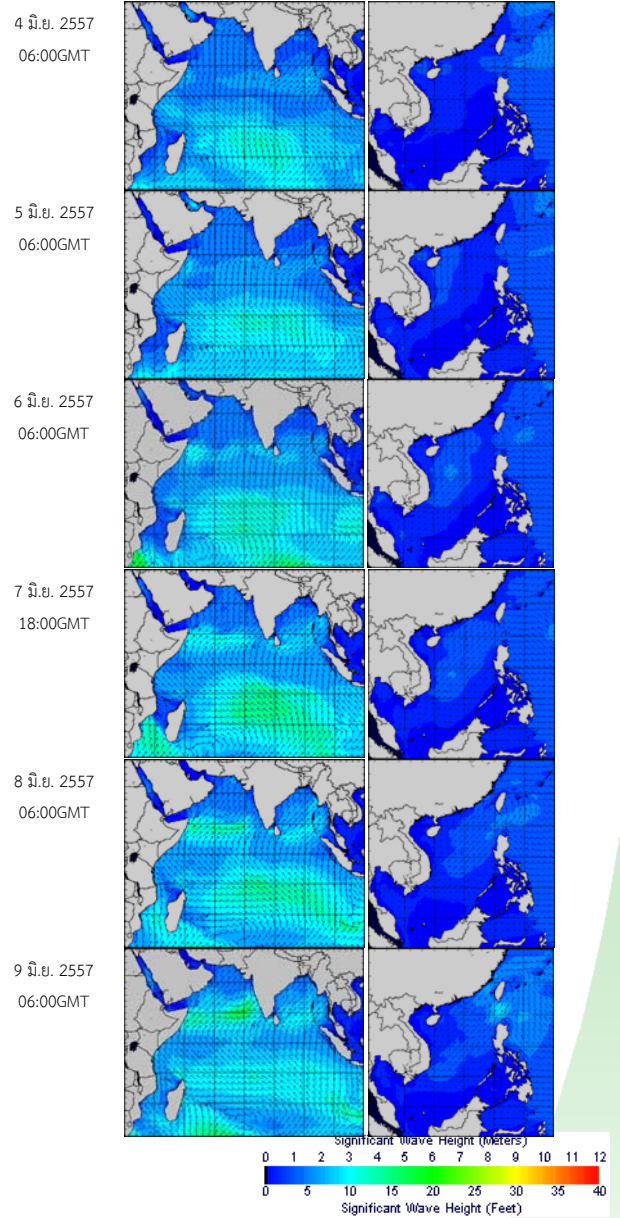 4 มิ.ย. 2557
06:00GMT
5 มิ.ย. 2557
06:00GMT
6 มิ.ย. 2557
06:00GMT
7 มิ.ย. 2557
18:00GMT
8 มิ.ย. 2557
06:00GMT
9 มิ.ย. 2557
06:00GMT
Significant Wave Height (Meters)
0 1 2 3 4 5 6 7 8 9 10 11 12
0 5 10 15 20 25 30 35 40
Significant Wave Height (Feet)